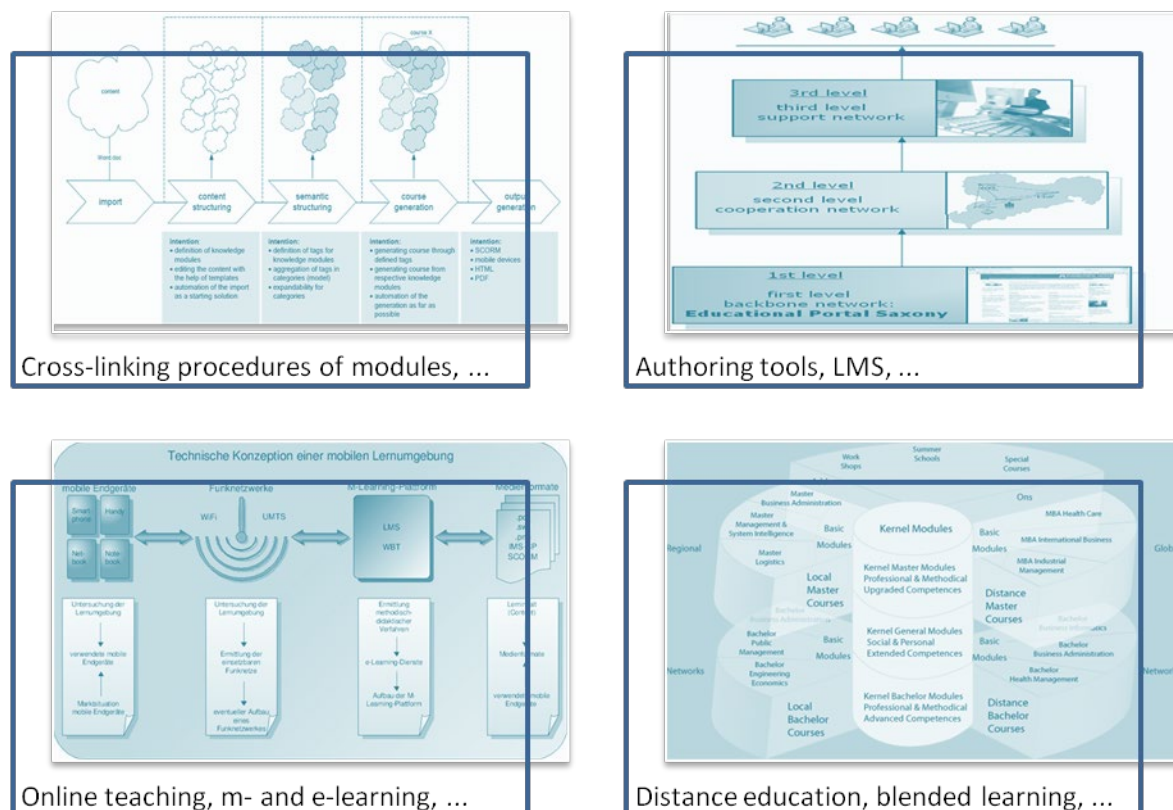 course X
content
Word doc
import
content
structuring
semantic
structuring
course
generation
output
generation
Intention:
• definition of knowledge
modules
• editing the content with
the help of templates
• automation of the import
as a starting solution
Intention:
• definition of tags for
knowledge modules
• aggregation of tags in
categories (model)
• expandability for
categories
Intention:
• generating course through
defined tags
• generating course from
respective knowledge
modules
• automation of the
generation as far as
possible
Intention:
• SCORM
• mobile devices
• HTML
• PDF
Cross-linking procedures of modules, ...
3rd level
third level
support network
2nd level
second level
cooperation network
1st level
first level
backbone network:
Educational Portal Saxony
Authoring tools, LMS, ...
Technische Konzeption einer mobilen Lernumgebung
mobile Endgeräte
Funknetzwerke
M-Learning-Plattform
Medienformate
Smart
phone
Handy
Net-
book
Note-
book
WiFi
UMTS
LMS
WBT
SCORM
Untersuchung der
Lernumgebung
verwendete mobile
Endgeräte
Marktsituation
mobile Endgeräte
Untersuchung der
Lernumgebung
Ermittlung der
einsetzbaren
Funknetze
eventueller Aufbau
eines
Funknetzwerkes
Ermittlung
methodisch-
didaktischer
Verfahren
e-Learning-Dienste
Aufbau der M-
Learning-Plattform
Lerninhalt
(Content)
Medienformate
verwendete mobile
Endgeräte
Online teaching, m- and e-learning, ...
Work
Shops
Summer
Schools
Special
Courses
Master
Business Administration
Master
Management &
System Intelligence
Master
Logistics
Basic
Modules
Kernel Modules
Ons
MBA Health Care
Basic
Modules
MBA International Business
MBA Industrial
Management
Regional
Local
Master
Courses
Kernel Master Modules
Professional & Methodical
Upgraded Competences
Distance
Master
Courses
Bachelor
Business Administration
Bachelor
Public
Management
Bachelor
Engineering
Economics
Basic
Modules
Kernel General Modules
Social & Personal
Extended Competences
Basic
Modules
Bachelor
Business Informatics
Bachelor
Business Administration
Bachelor
Health Management
Networks
Local
Bachelor
Courses
Kernel Bachelor Modules
Professional & Methodical
Advanced Competences
Distance
Bachelor
Courses
Distance education, blended learning, ...